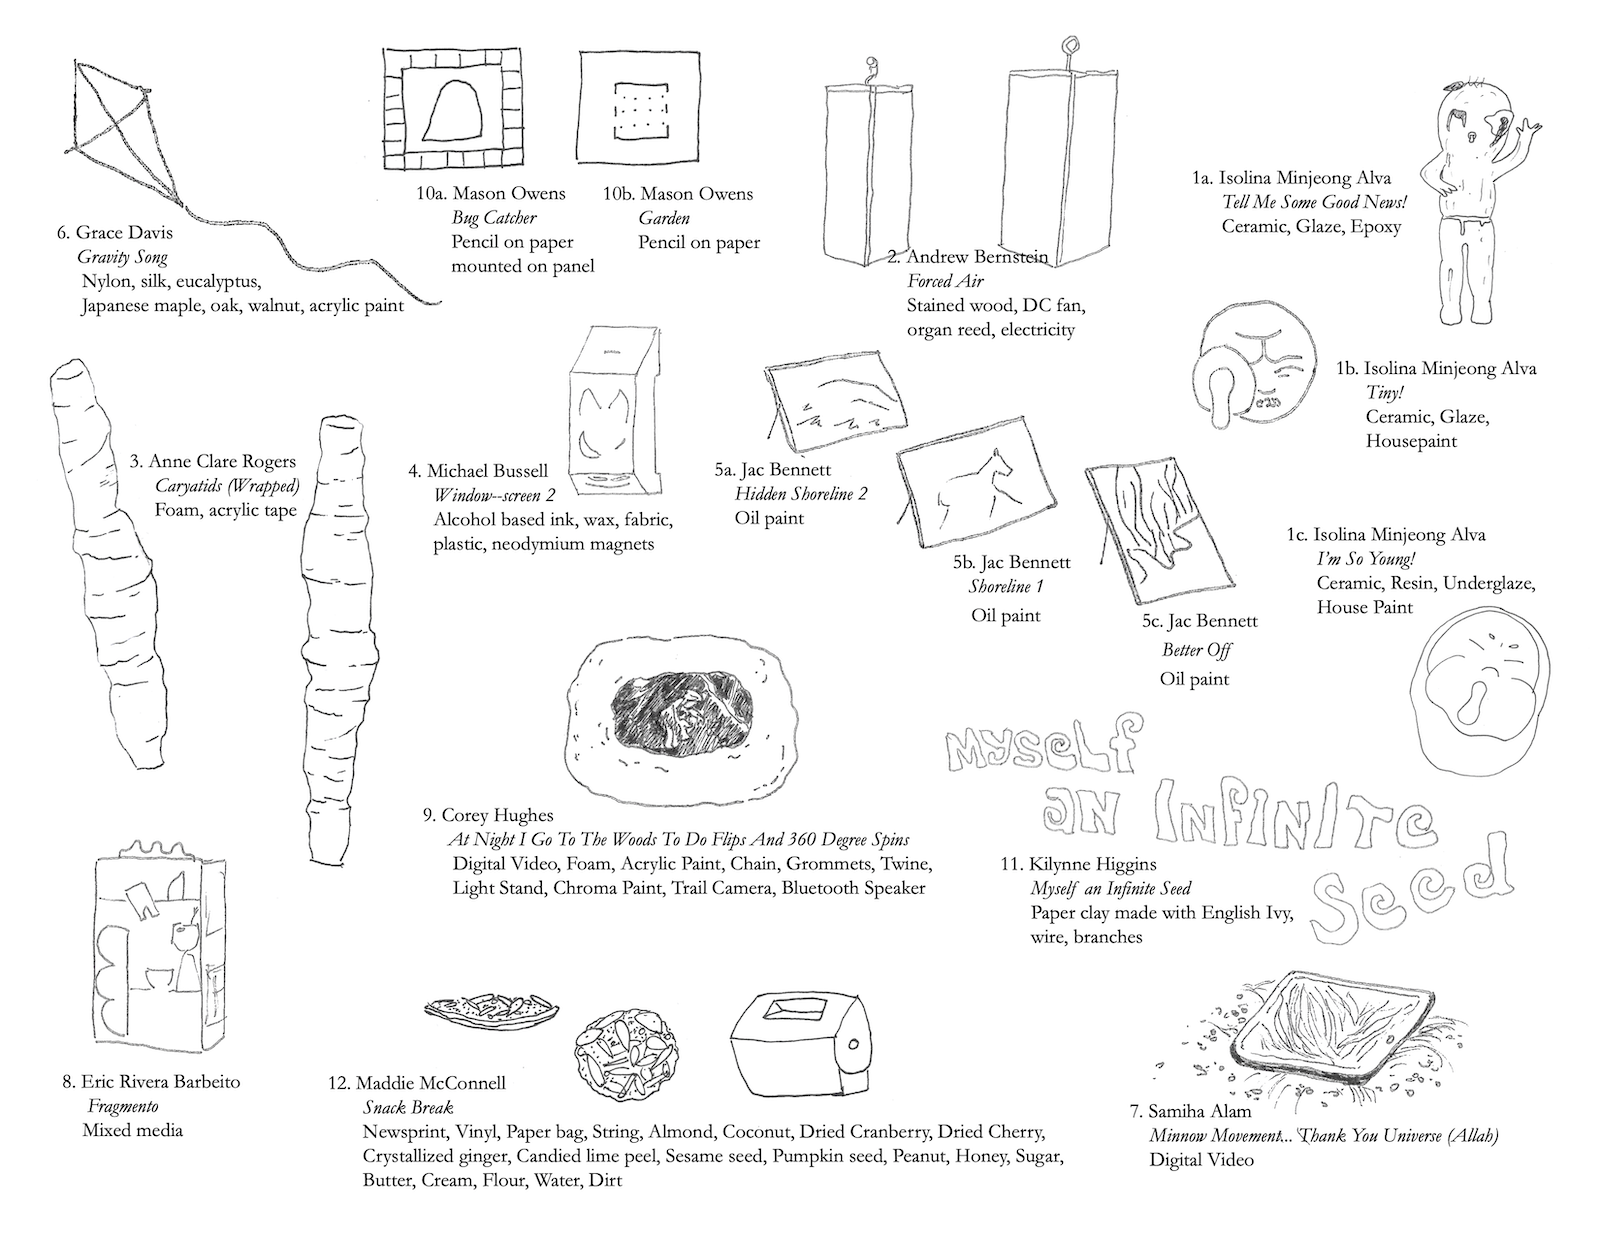 6. Grace Davis
Gravity Song
Nylon, silk, eucalyptus,
Japanese maple, oak, walnut, acrylic paint
10a. Mason Owens
Bug Catcher
Pencil on paper
mounted on panel
10b. Mason Owens
Garden
Pencil on paper
2. Andrew Bernstein
Forced Air
Stained wood, DC fan,
organ reed, electricity
1a. Isolina Minjeong Alva
Tell Me Some Good News!
Ceramic, Glaze, Epoxy
1b. Isolina Minjeong Alva
Tiny!
Ceramic, Glaze,
Housepaint
3. Anne Clare Rogers
Caryatids (Wrapped)
Foam, acrylic tape
4. Michael Bussell
Window--screen 2
Alcohol based ink, wax, fabric,
plastic, neodymium magnets
5a. Jac Bennett
Hidden Shoreline 2
Oil paint
5b. Jac Bennett
Shoreline 1
Oil paint
5c. Jac Bennett
Better Off
Oil paint
1c. Isolina Minjeong Alva
I'm So Young!
Ceramic, Resin, Underglaze,
House Paint
9. Corey Hughes
At Night I Go To The Woods To Do Flips And 360 Degree Spins
Digital Video, Foam, Acrylic Paint, Chain, Grommets, Twine,
Light Stand, Chroma Paint, Trail Camera, Bluetooth Speaker
Myself
an Infinite
Seed
11. Kilynne Higgins
Myself an Infinite Seed
Paper clay made with English Ivy,
wire, branches
8. Eric Rivera Barbeito
Fragmento
Mixed media
12. Maddie McConnell
Snack Break
Newsprint, Vinyl, Paper bag, String, Almond, Coconut, Dried Cranberry, Dried Cherry,
Crystallized ginger, Candied lime peel, Sesame seed, Pumpkin seed, Peanut, Honey, Sugar,
Butter, Cream, Flour, Water, Dirt
7. Samiha Alam
Minnow Movement... Thank You Universe (Allah)
Digital Video